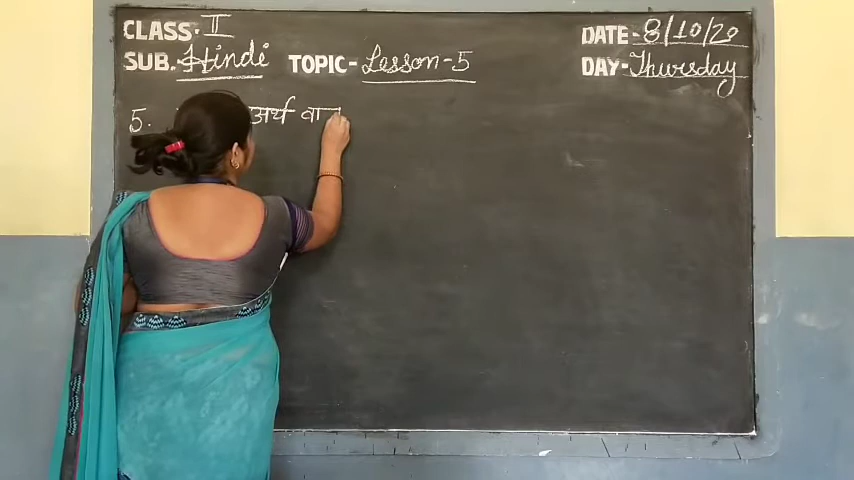 CLASS- II
DATE- 8/10/20
SUB.- Hindi
TOPIC- Lesson-5
DAY- Thursday
5. अर्थ वा